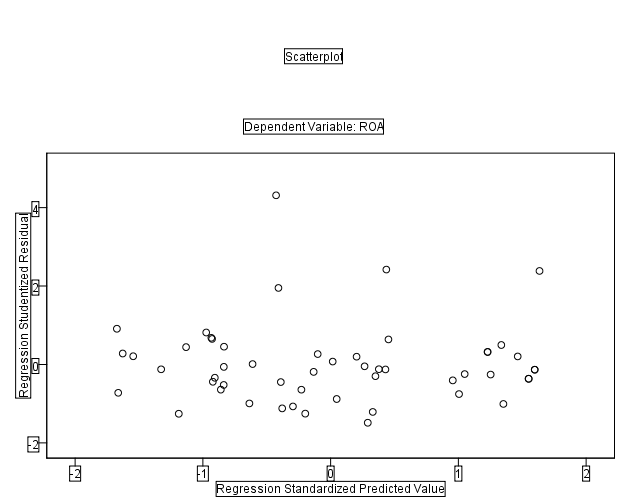 Scatterplot
Dependent Variable: ROA
Regression Studentized Residual
4
2
0
-2
-2
-1
0
1
2
Regression Standardized Predicted Value